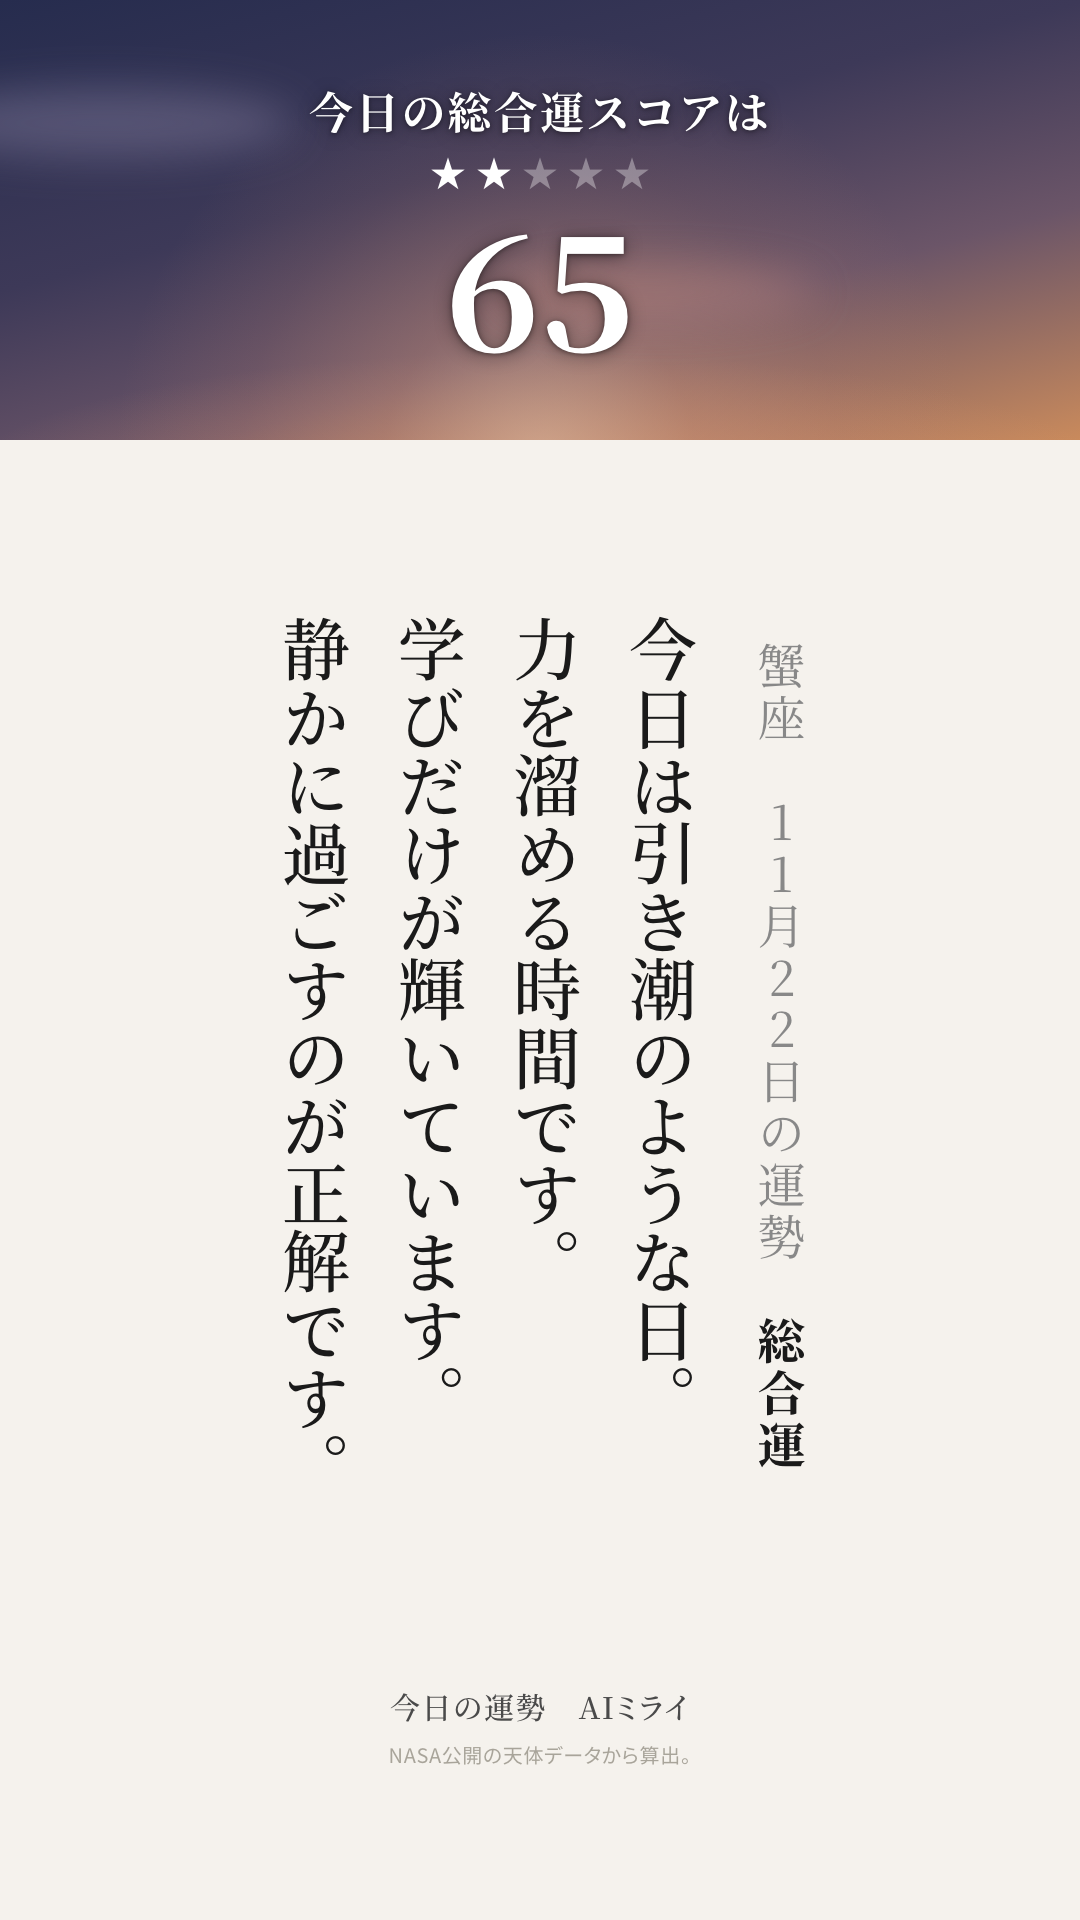 今日の総合運スコアは
★★★★★
65
蟹座 11月22日の運勢 総合運
今日は引き潮のような日。
力を溜める時間です。
学びだけが輝いています。
静かに過ごすのが正解です。
今日の運勢 AIミライ
NASA公開の天体データから算出。